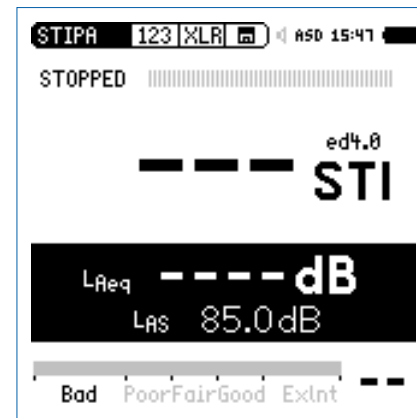 STIPA 123 XLR ASD 15:47
STOPPED
ed4.0
--- STI
LAeq ----dB
LAS 85.0dB
Bad Poor Fair Good Exlnt --